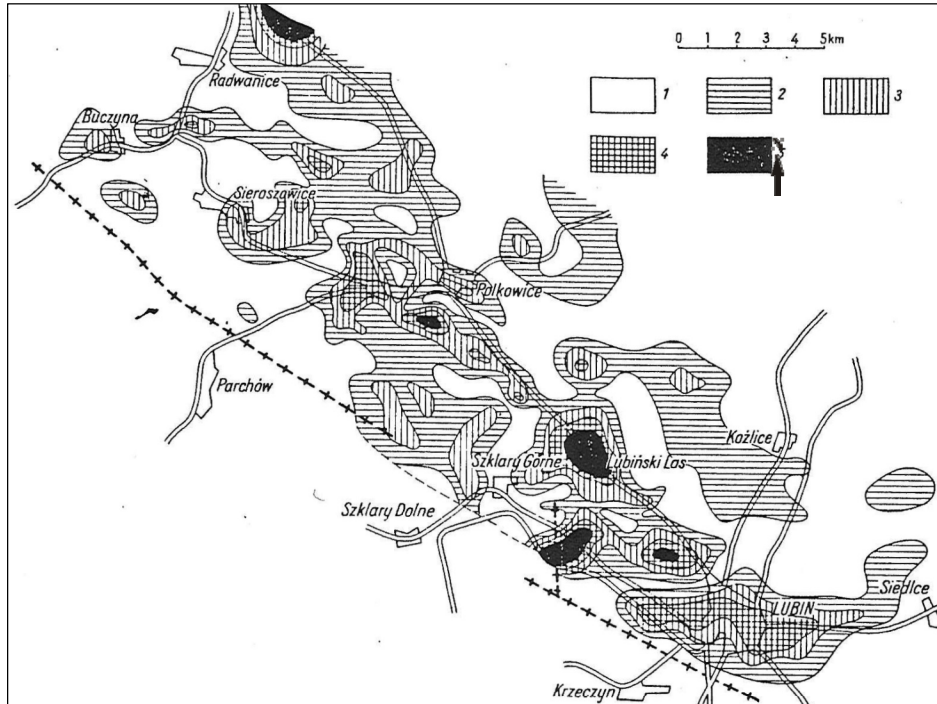 0 1 2 3 4 5km
1
2
3
4
Radwanice
Buczyna
Sieroszowice
Polkowice
Parchów
Koźlice
Szklary Górne
Lubiński Las
Szklary Dolne
Siedlce
LUBIN
Krzeczyn